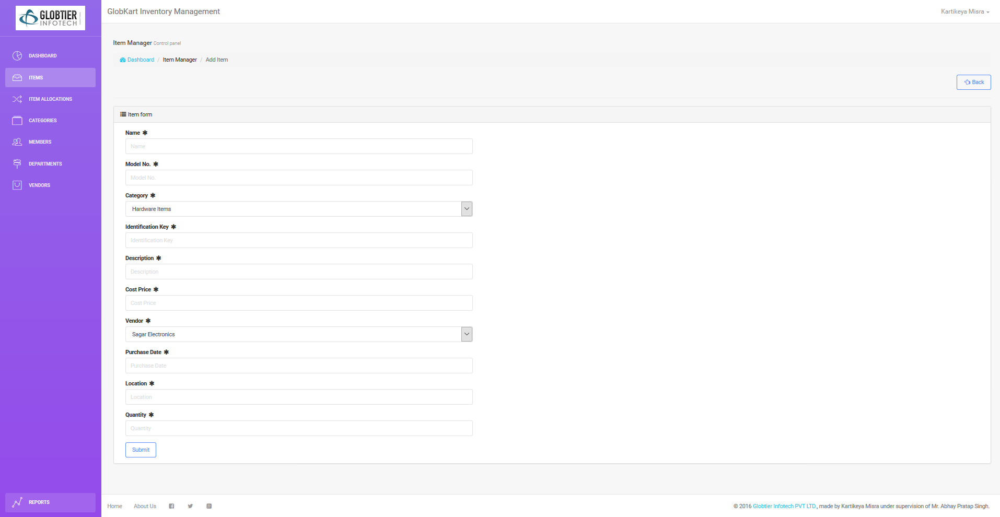 GLOBTIER
INFOTECH
GlobKart Inventory Management
Kartikeya Misra
DASHBOARD
ITEMS
ITEM ALLOCATIONS
CATEGORIES
MEMBERS
DEPARTMENTS
VENDORS
REPORTS
Item Manager Control panel
Dashboard / Item Manager / Add Item
Back
Item form
Name ✱
Name
Model No. ✱
Model No.
Category ✱
Hardware Items
Identification Key ✱
Identification Key
Description ✱
Description
Cost Price ✱
Cost Price
Vendor ✱
Sagar Electronics
Purchase Date ✱
Purchase Date
Location ✱
Location
Quantity ✱
Quantity
Submit
Home About Us
© 2016 Globtier Infotech PVT LTD., made by Kartikeya Misra under supervision of Mr. Abhay Pratap Singh.